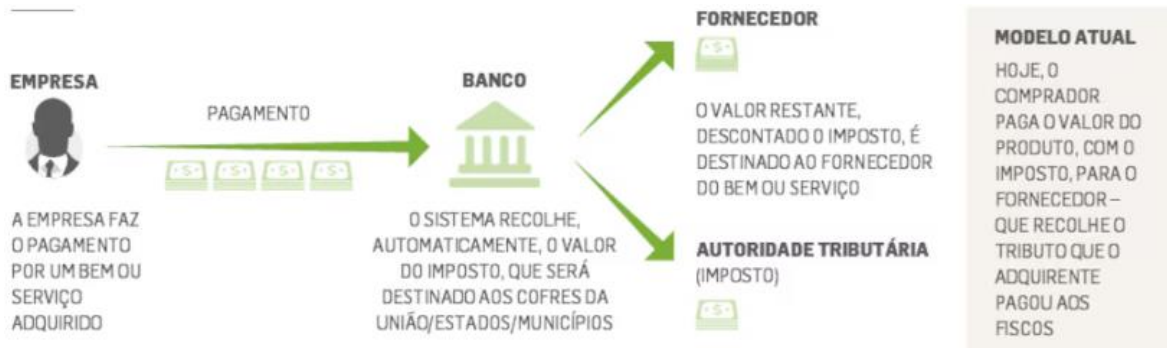 EMPRESA
A EMPRESA FAZ
O PAGAMENTO
POR UM BEM OU
SERVIÇO
ADQUIRIDO
PAGAMENTO
BANCO
O SISTEMA RECOLHE,
AUTOMATICAMENTE, O VALOR
DO IMPOSTO, QUE SERÁ
DESTINADO AOS COFRES DA
UNIÃO/ESTADOS/MUNICÍPIOS
FORNECEDOR
O VALOR RESTANTE,
DESCONTADO O IMPOSTO, É
DESTINADO AO FORNECEDOR
DO BEM OU SERVIÇO
AUTORIDADE TRIBUTÁRIA
(IMPOSTO)
MODELO ATUAL
HOJE, O
COMPRADOR
PAGA O VALOR DO
PRODUTO, COM O
IMPOSTO, PARA O
FORNECEDOR –
QUE RECOLHE O
TRIBUTO QUE O
ADQUIRENTE
PAGOU AOS
FISCOS